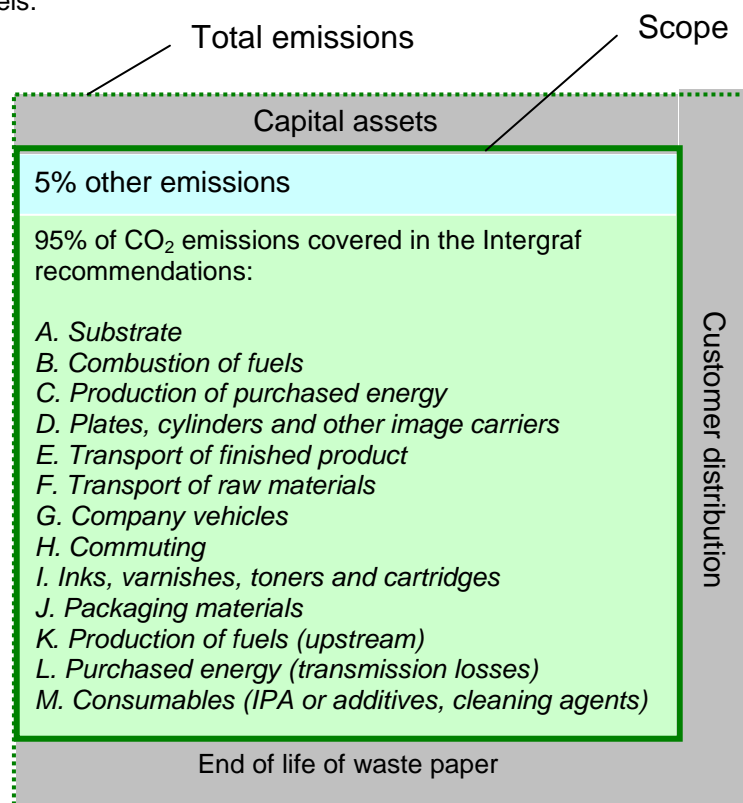 els.
Total emissions
Scope
Capital assets
5% other emissions
95% of CO₂ emissions covered in the Intergraf
recommendations:
A. Substrate
B. Combustion of fuels
C. Production of purchased energy
D. Plates, cylinders and other image carriers
E. Transport of finished product
F. Transport of raw materials
G. Company vehicles
H. Commuting
I. Inks, varnishes, toners and cartridges
J. Packaging materials
K. Production of fuels (upstream)
L. Purchased energy (transmission losses)
M. Consumables (IPA or additives, cleaning agents)
Customer distribution
End of life of waste paper